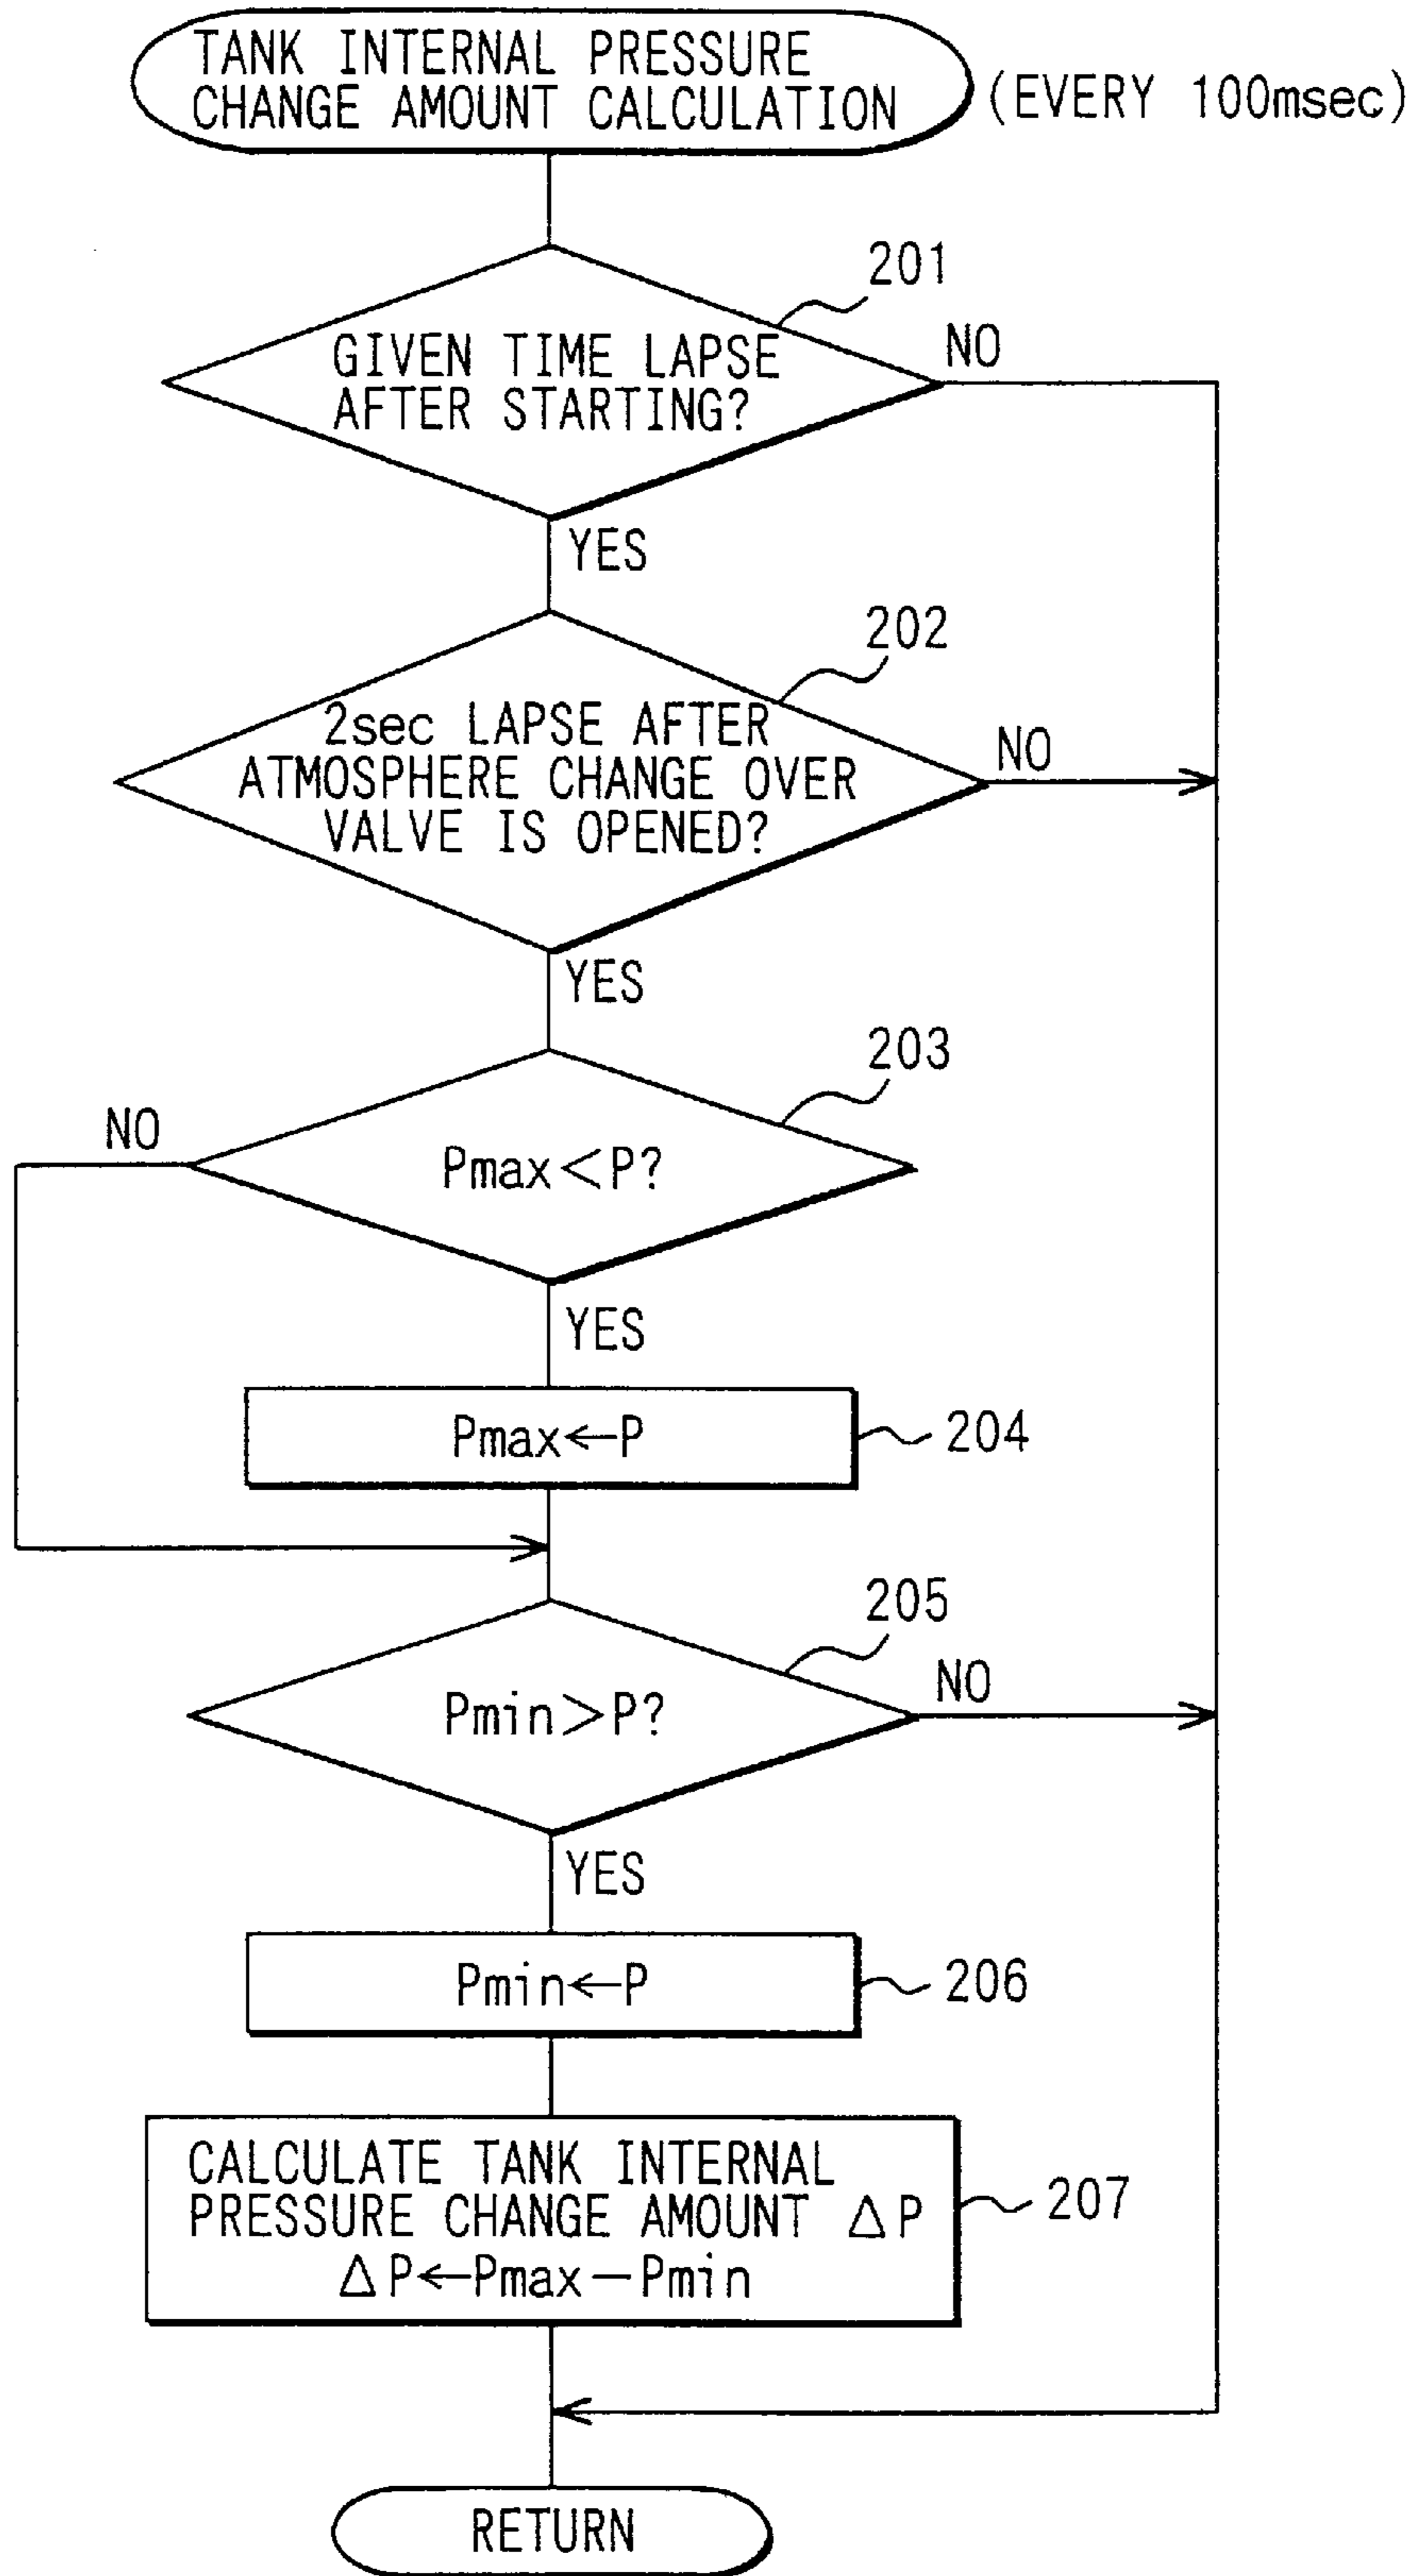 TANK INTERNAL PRESSURE
CHANGE AMOUNT CALCULATION
(EVERY 100msec)
201
GIVEN TIME LAPSE
AFTER STARTING?
NO
YES
202
2sec LAPSE AFTER
ATMOSPHERE CHANGE OVER
VALVE IS OPENED?
NO
YES
203
NO
Pmax<P?
YES
Pmax←P
204
205
Pmin>P?
NO
YES
Pmin←P
206
CALCULATE TANK INTERNAL
PRESSURE CHANGE AMOUNT △P
△P←Pmax−Pmin
207
RETURN